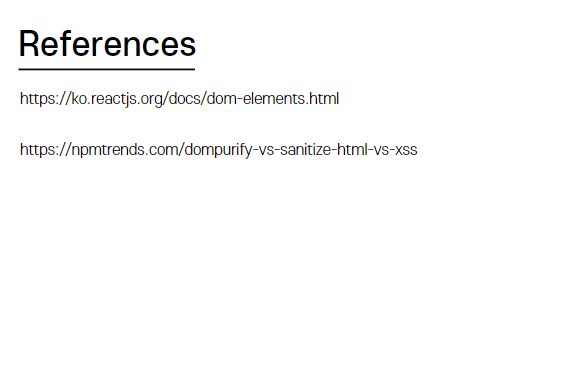 References
https://ko.reactjs.org/docs/dom-elements.html
https://npmtrends.com/dompurify-vs-sanitize-html-vs-xss